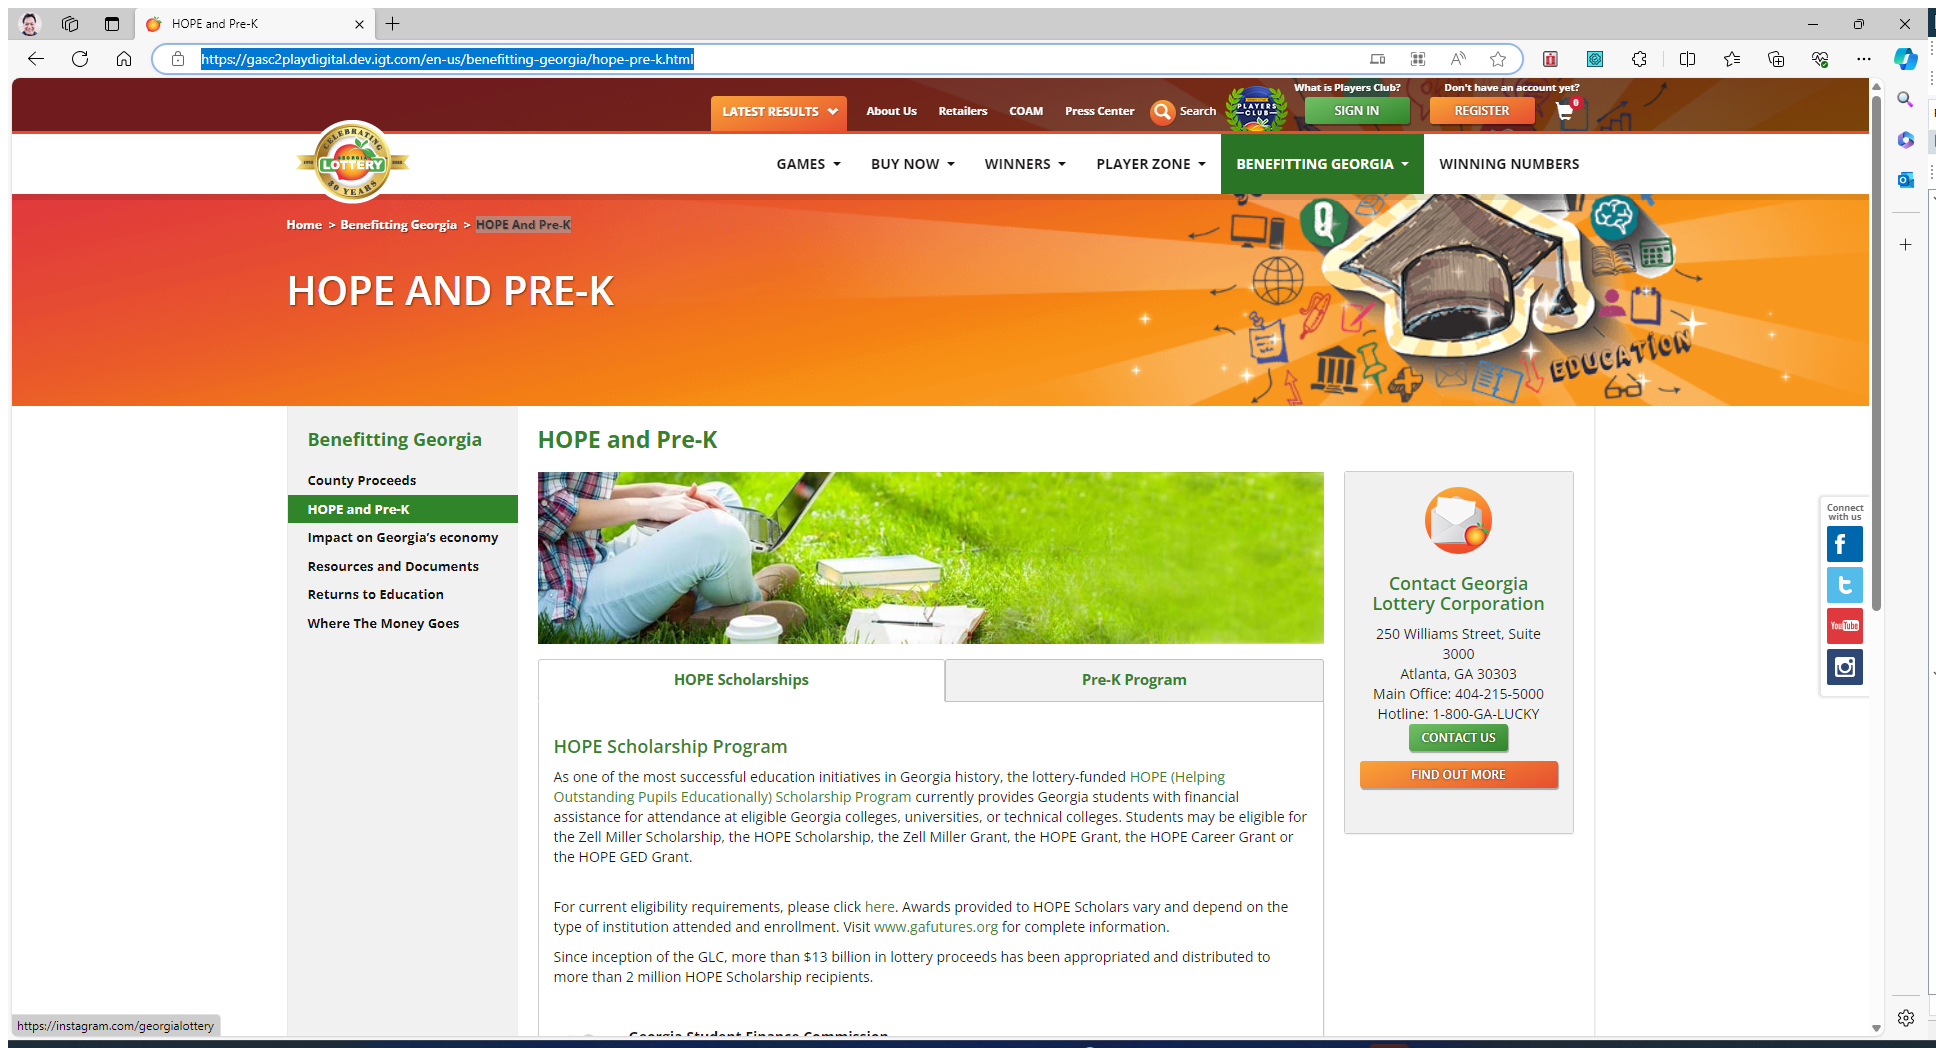 HOPE and Pre-K
https://gasc2playdigital.dev.igt.com/en-us/benefitting-georgia/hope-pre-k.html
LATEST RESULTS
About Us
Retailers
COAM
Press Center
Search
PLAYERS CLUB
What is Players Club?
SIGN IN
Don't have an account yet?
REGISTER
0
CELEBRATING
GEORGIA
LOTTERY
30 YEARS
GAMES
BUY NOW
WINNERS
PLAYER ZONE
BENEFITTING GEORGIA
WINNING NUMBERS
Home > Benefitting Georgia > HOPE And Pre-K
HOPE AND PRE-K
EDUCATION
Benefitting Georgia
County Proceeds
HOPE and Pre-K
Impact on Georgia's economy
Resources and Documents
Returns to Education
Where The Money Goes
HOPE and Pre-K
HOPE Scholarships
Pre-K Program
HOPE Scholarship Program
As one of the most successful education initiatives in Georgia history, the lottery-funded HOPE (Helping
Outstanding Pupils Educationally) Scholarship Program currently provides Georgia students with financial
assistance for attendance at eligible Georgia colleges, universities, or technical colleges. Students may be eligible for
the Zell Miller Scholarship, the HOPE Scholarship, the Zell Miller Grant, the HOPE Grant, the HOPE Career Grant or
the HOPE GED Grant.
For current eligibility requirements, please click here. Awards provided to HOPE Scholars vary and depend on the
type of institution attended and enrollment. Visit www.gafutures.org for complete information.
Since inception of the GLC, more than $13 billion in lottery proceeds has been appropriated and distributed to
more than 2 million HOPE Scholarship recipients.
Georgia Student Finance Commission
Contact Georgia
Lottery Corporation
250 Williams Street, Suite
3000
Atlanta, GA 30303
Main Office: 404-215-5000
Hotline: 1-800-GA-LUCKY
CONTACT US
FIND OUT MORE
Connect
with us
You Tube
https://instagram.com/georgialottery